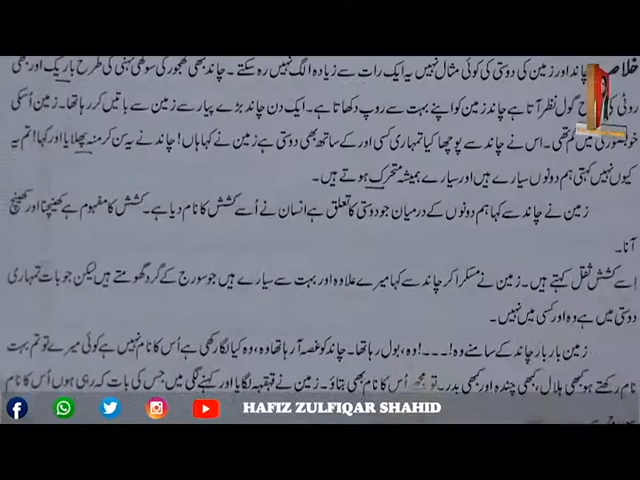 خلاصہ چاند اور زمین کی دوستی کی کوئی مثال نہیں یہ ایک رات سے زیادہ الگ نہیں رہ سکتے۔ چاند بھی کھجور کی سوکھی ٹہنی کی طرح باریک اور بھی
روٹی کی طرح گول نظر آتا ہے چاند زمین کو اپنے بہت سے روپ دکھاتا ہے۔ ایک دن چاند بڑے پیار سے زمین سے باتیں کر رہا تھا۔ زمین اُسکی
خوبصورتی میں گم تھی۔ اس نے چاند سے پوچھا کیا تمہاری کسی اور کے ساتھ بھی دوستی ہے زمین نے کہا ہاں! چاند نے یہ سن کر منہ پھلایا اور کہا! تم یہ
کیوں نہیں کہتی ہم دونوں سیارے ہیں اور سیارے ہمیشہ متحرک ہوتے ہیں۔
زمین نے چاند سے کہا ہم دونوں کے درمیان جو دوستی کا تعلق ہے انسان نے اُسے کشش کا نام دیا ہے۔ کشش کا مفہوم ہے کھینچنا اور کھینچے
آنا۔
اِسے کشش ثقل کہتے ہیں۔ زمین نے مسکرا کر چاند سے کہا میرے علاوہ اور بہت سے سیارے ہیں جو سورج کے گرد گھومتے ہیں لیکن جو بات تمہاری
دوستی میں ہے وہ اور کسی میں نہیں۔
زمین بار بار چاند کے سامنے وہ!۔۔۔! وہ، بول رہا تھا۔ چاند کو غصہ آ رہا تھا وہ، وہ کیا لگا رکھی ہے اُس کا نام نہیں ہے کوئی میرے تو تم بہت
نام رکھتے ہو کبھی ہلال، کبھی چندہ اور کبھی بدر۔ تو مجھے اُس کا نام بھی بتاؤ۔ زمین نے قہقہہ لگایا اور کہنے لگی میں جس کی بات کر رہی ہوں اُس کا نام
HAFIZ ZULFIQAR SHAHID